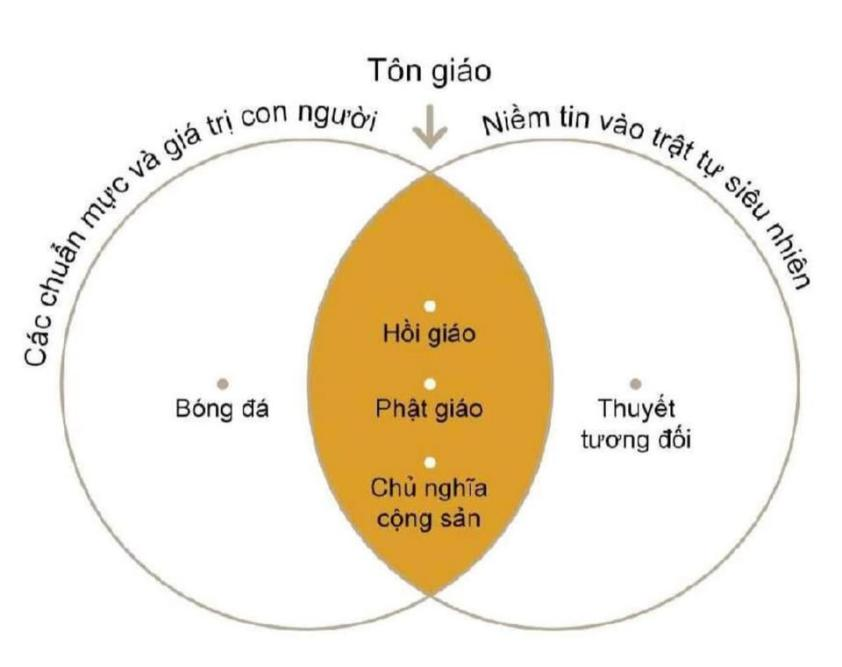 Tôn giáo
Các chuẩn mực và giá trị con người
Niềm tin vào trật tự siêu nhiên
Hồi giáo
Bóng đá
Phật giáo
Thuyết
tương đối
Chủ nghĩa
cộng sản